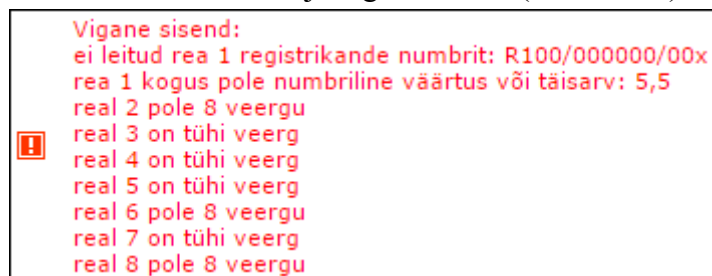 Vigane sisend:
ei leitud rea 1 registrikande numbrit: R100/000000/00x
rea 1 kogus pole numbriline väärtus või täisarv: 5,5
real 2 pole 8 veergu
real 3 on tühi veerg
real 4 on tühi veerg
real 5 on tühi veerg
real 6 pole 8 veergu
real 7 on tühi veerg
real 8 pole 8 veergu